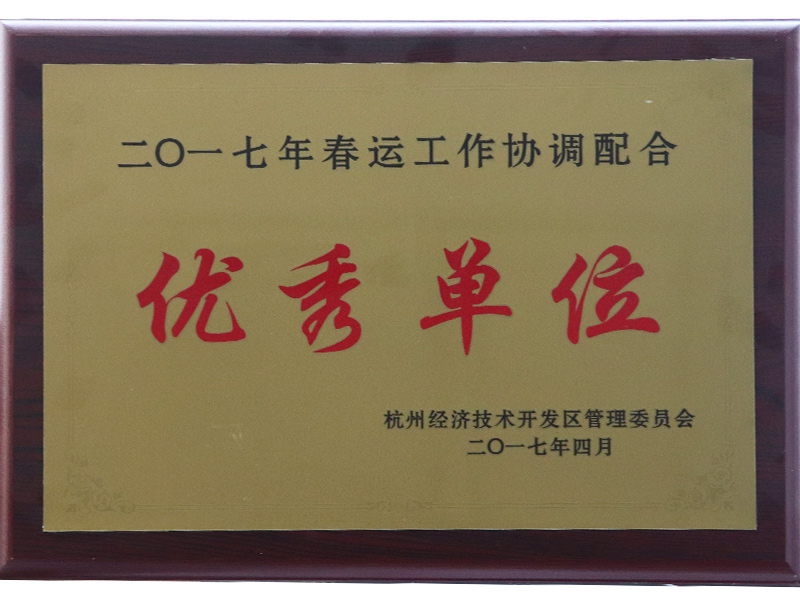 二〇一七年春运工作协调配合
优秀单位
杭州经济技术开发区管理委员会
二〇一七年四月